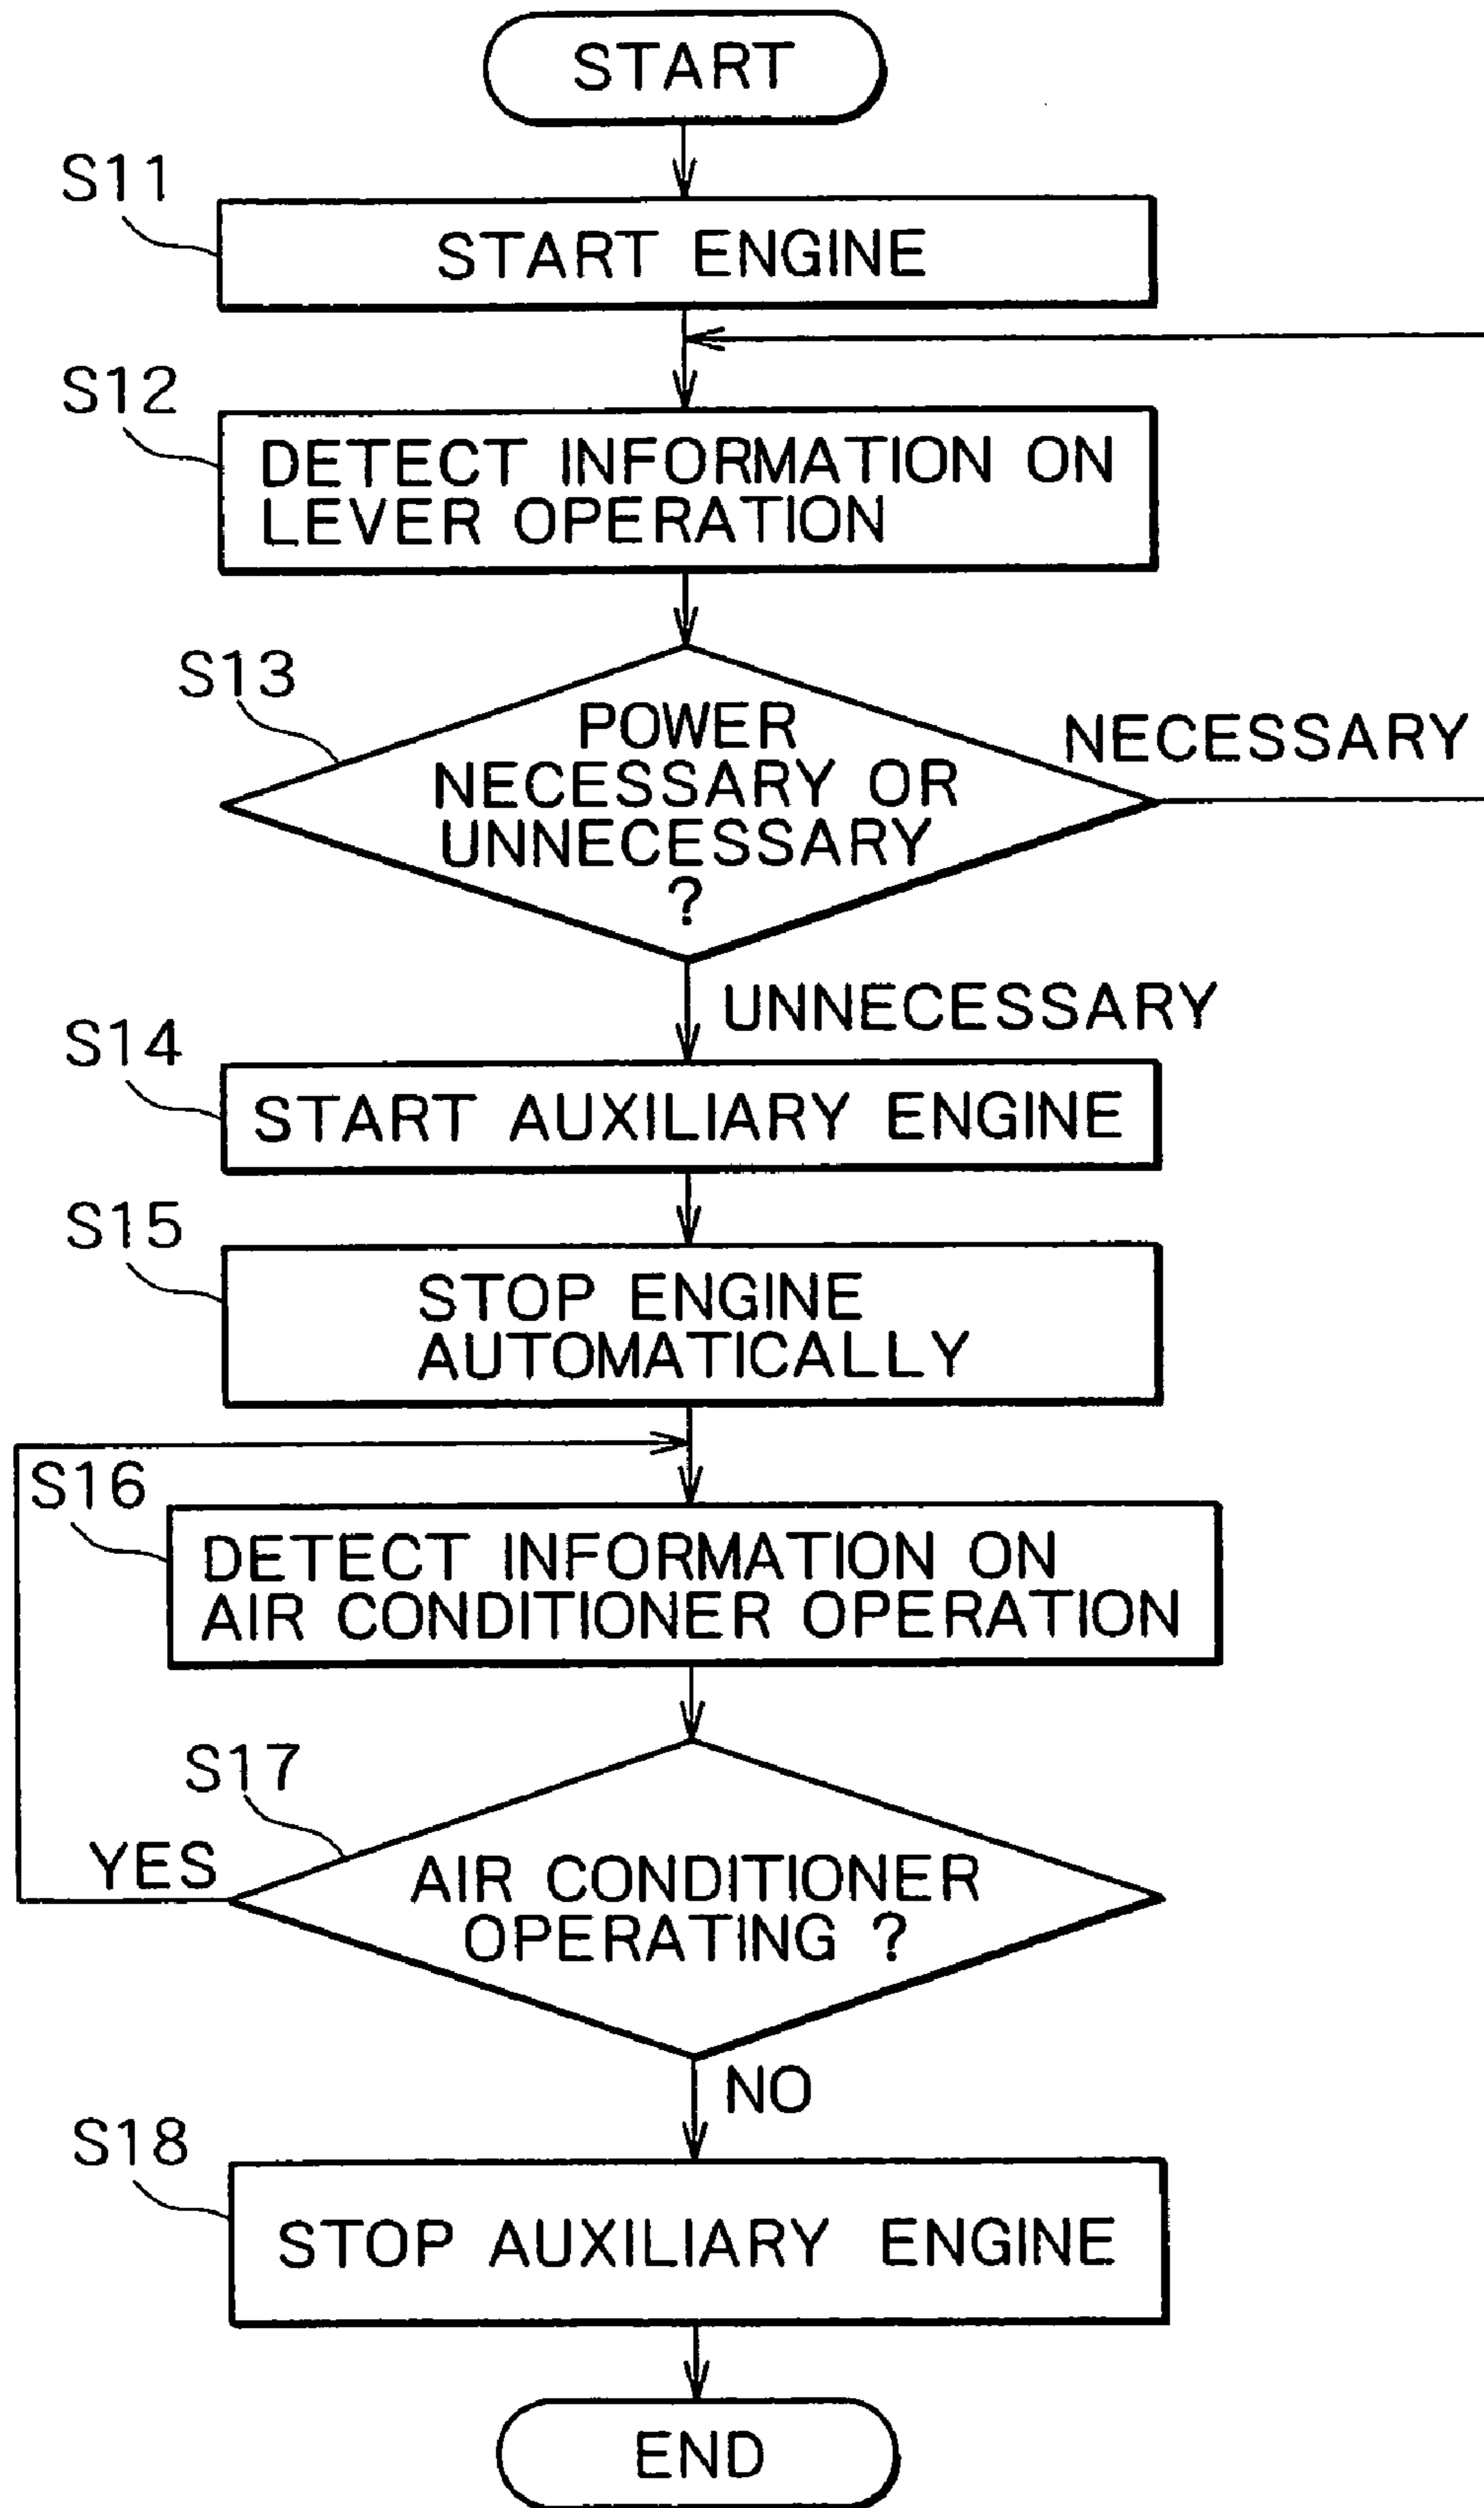 START
S11
START ENGINE
S12
DETECT INFORMATION ON
LEVER OPERATION
S13
POWER
NECESSARY OR
UNNECESSARY
?
NECESSARY
UNNECESSARY
S14
START AUXILIARY ENGINE
S15
STOP ENGINE
AUTOMATICALLY
S16
DETECT INFORMATION ON
AIR CONDITIONER OPERATION
S17
AIR CONDITIONER
OPERATING ?
YES
NO
S18
STOP AUXILIARY ENGINE
END